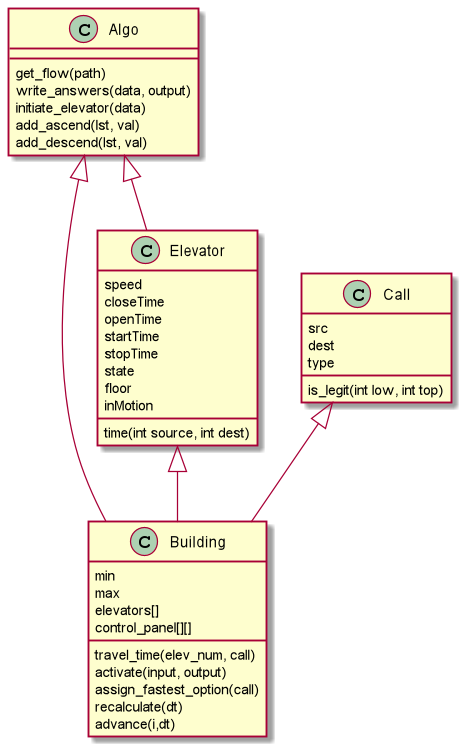 C Algo
get_flow(path)
write_answers(data, output)
initiate_elevator(data)
add_ascend(lst, val)
add_descend(lst, val)
C Elevator
speed
closeTime
openTime
startTime
stopTime
state
floor
inMotion
time(int source, int dest)
C Call
src
dest
type
is_legit(int low, int top)
C Building
min
max
elevators[]
control_panel[][]
travel_time(elev_num, call)
activate(input, output)
assign_fastest_option(call)
recalculate(dt)
advance(i,dt)